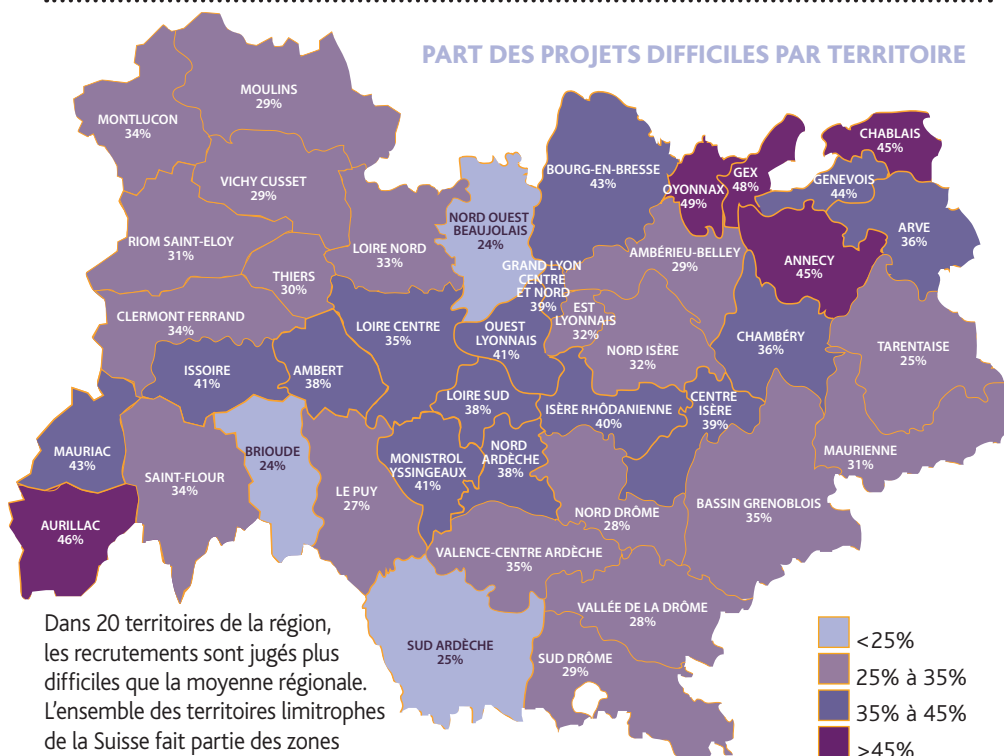 PART DES PROJETS DIFFICILES PAR TERRITOIRE
MOULINS
29%
MONTLUCON
34%
VICHY CUSSET
29%
RIOM SAINT-ELOY
31%
THIERS
30%
CLERMONT FERRAND
34%
LOIRE NORD
33%
NORD OUEST
BEAUJOLAIS
24%
BOURG-EN-BRESSE
43%
OYONNAX
49%
GEX
48%
CHABLAIS
45%
GENEVOIS
44%
ARVE
36%
ANNECY
45%
AMBÉRIEU-BELLEY
29%
GRAND LYON
CENTRE
ET NORD
39%
EST
LYONNAIS
32%
OUEST
LYONNAIS
41%
LOIRE CENTRE
35%
NORD ISÈRE
32%
CHAMBÉRY
36%
TARENTAISE
25%
ISSOIRE
41%
AMBERT
38%
LOIRE SUD
38%
ISÈRE RHÔDANIENNE
40%
CENTRE
ISÈRE
39%
MAURIENNE
31%
MAURIAC
43%
SAINT-FLOUR
34%
BRIOUDE
24%
LE PUY
27%
MONISTROL
YSSINGEAUX
41%
NORD
ARDÈCHE
38%
NORD DRÔME
28%
BASSIN GRENOBLOIS
35%
AURILLAC
46%
VALENCE-CENTRE ARDÈCHE
35%
VALLÉE DE LA DRÔME
28%
SUD ARDÈCHE
25%
SUD DRÔME
29%
Dans 20 territoires de la région,
les recrutements sont jugés plus
difficiles que la moyenne régionale.
L'ensemble des territoires limitrophes
de la Suisse fait partie des zones
<25%
25% à 35%
35% à 45%
>45%